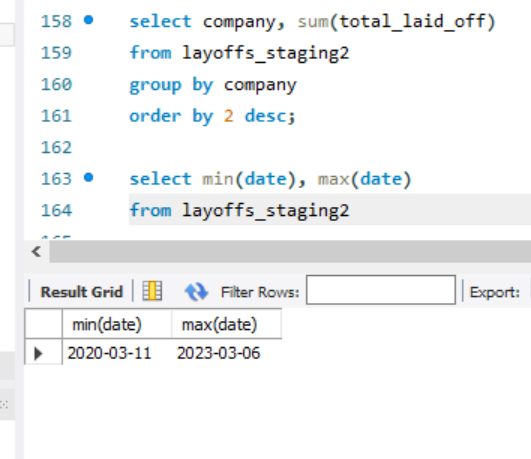 158 select company, sum(total_laid_off)
159 from layoffs_staging2
160 group by company
161 order by 2 desc;
162
163 select min(date), max(date)
164 from layoffs_staging2
Result Grid Filter Rows: Export:
min(date) max(date)
2020-03-11 2023-03-06